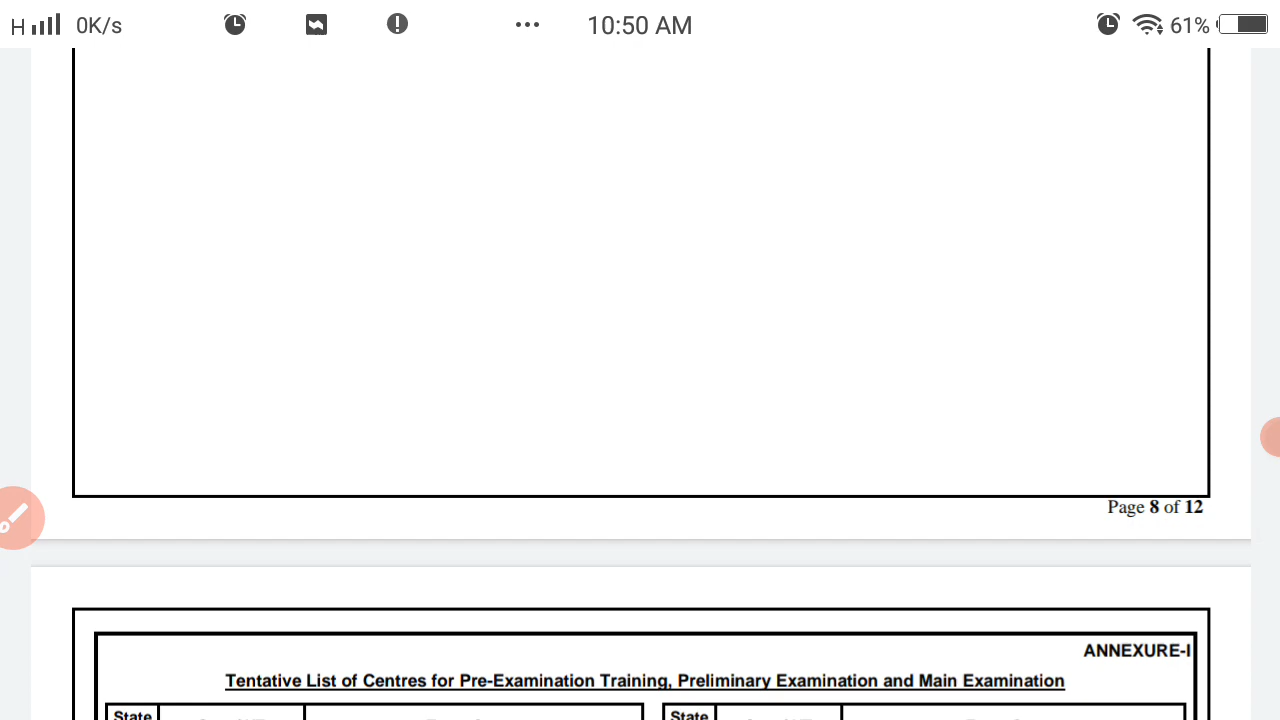 H 0K/s ... 10:50 AM 61%
Page 8 of 12
ANNEXURE-I
Tentative List of Centres for Pre-Examination Training, Preliminary Examination and Main Examination
State State